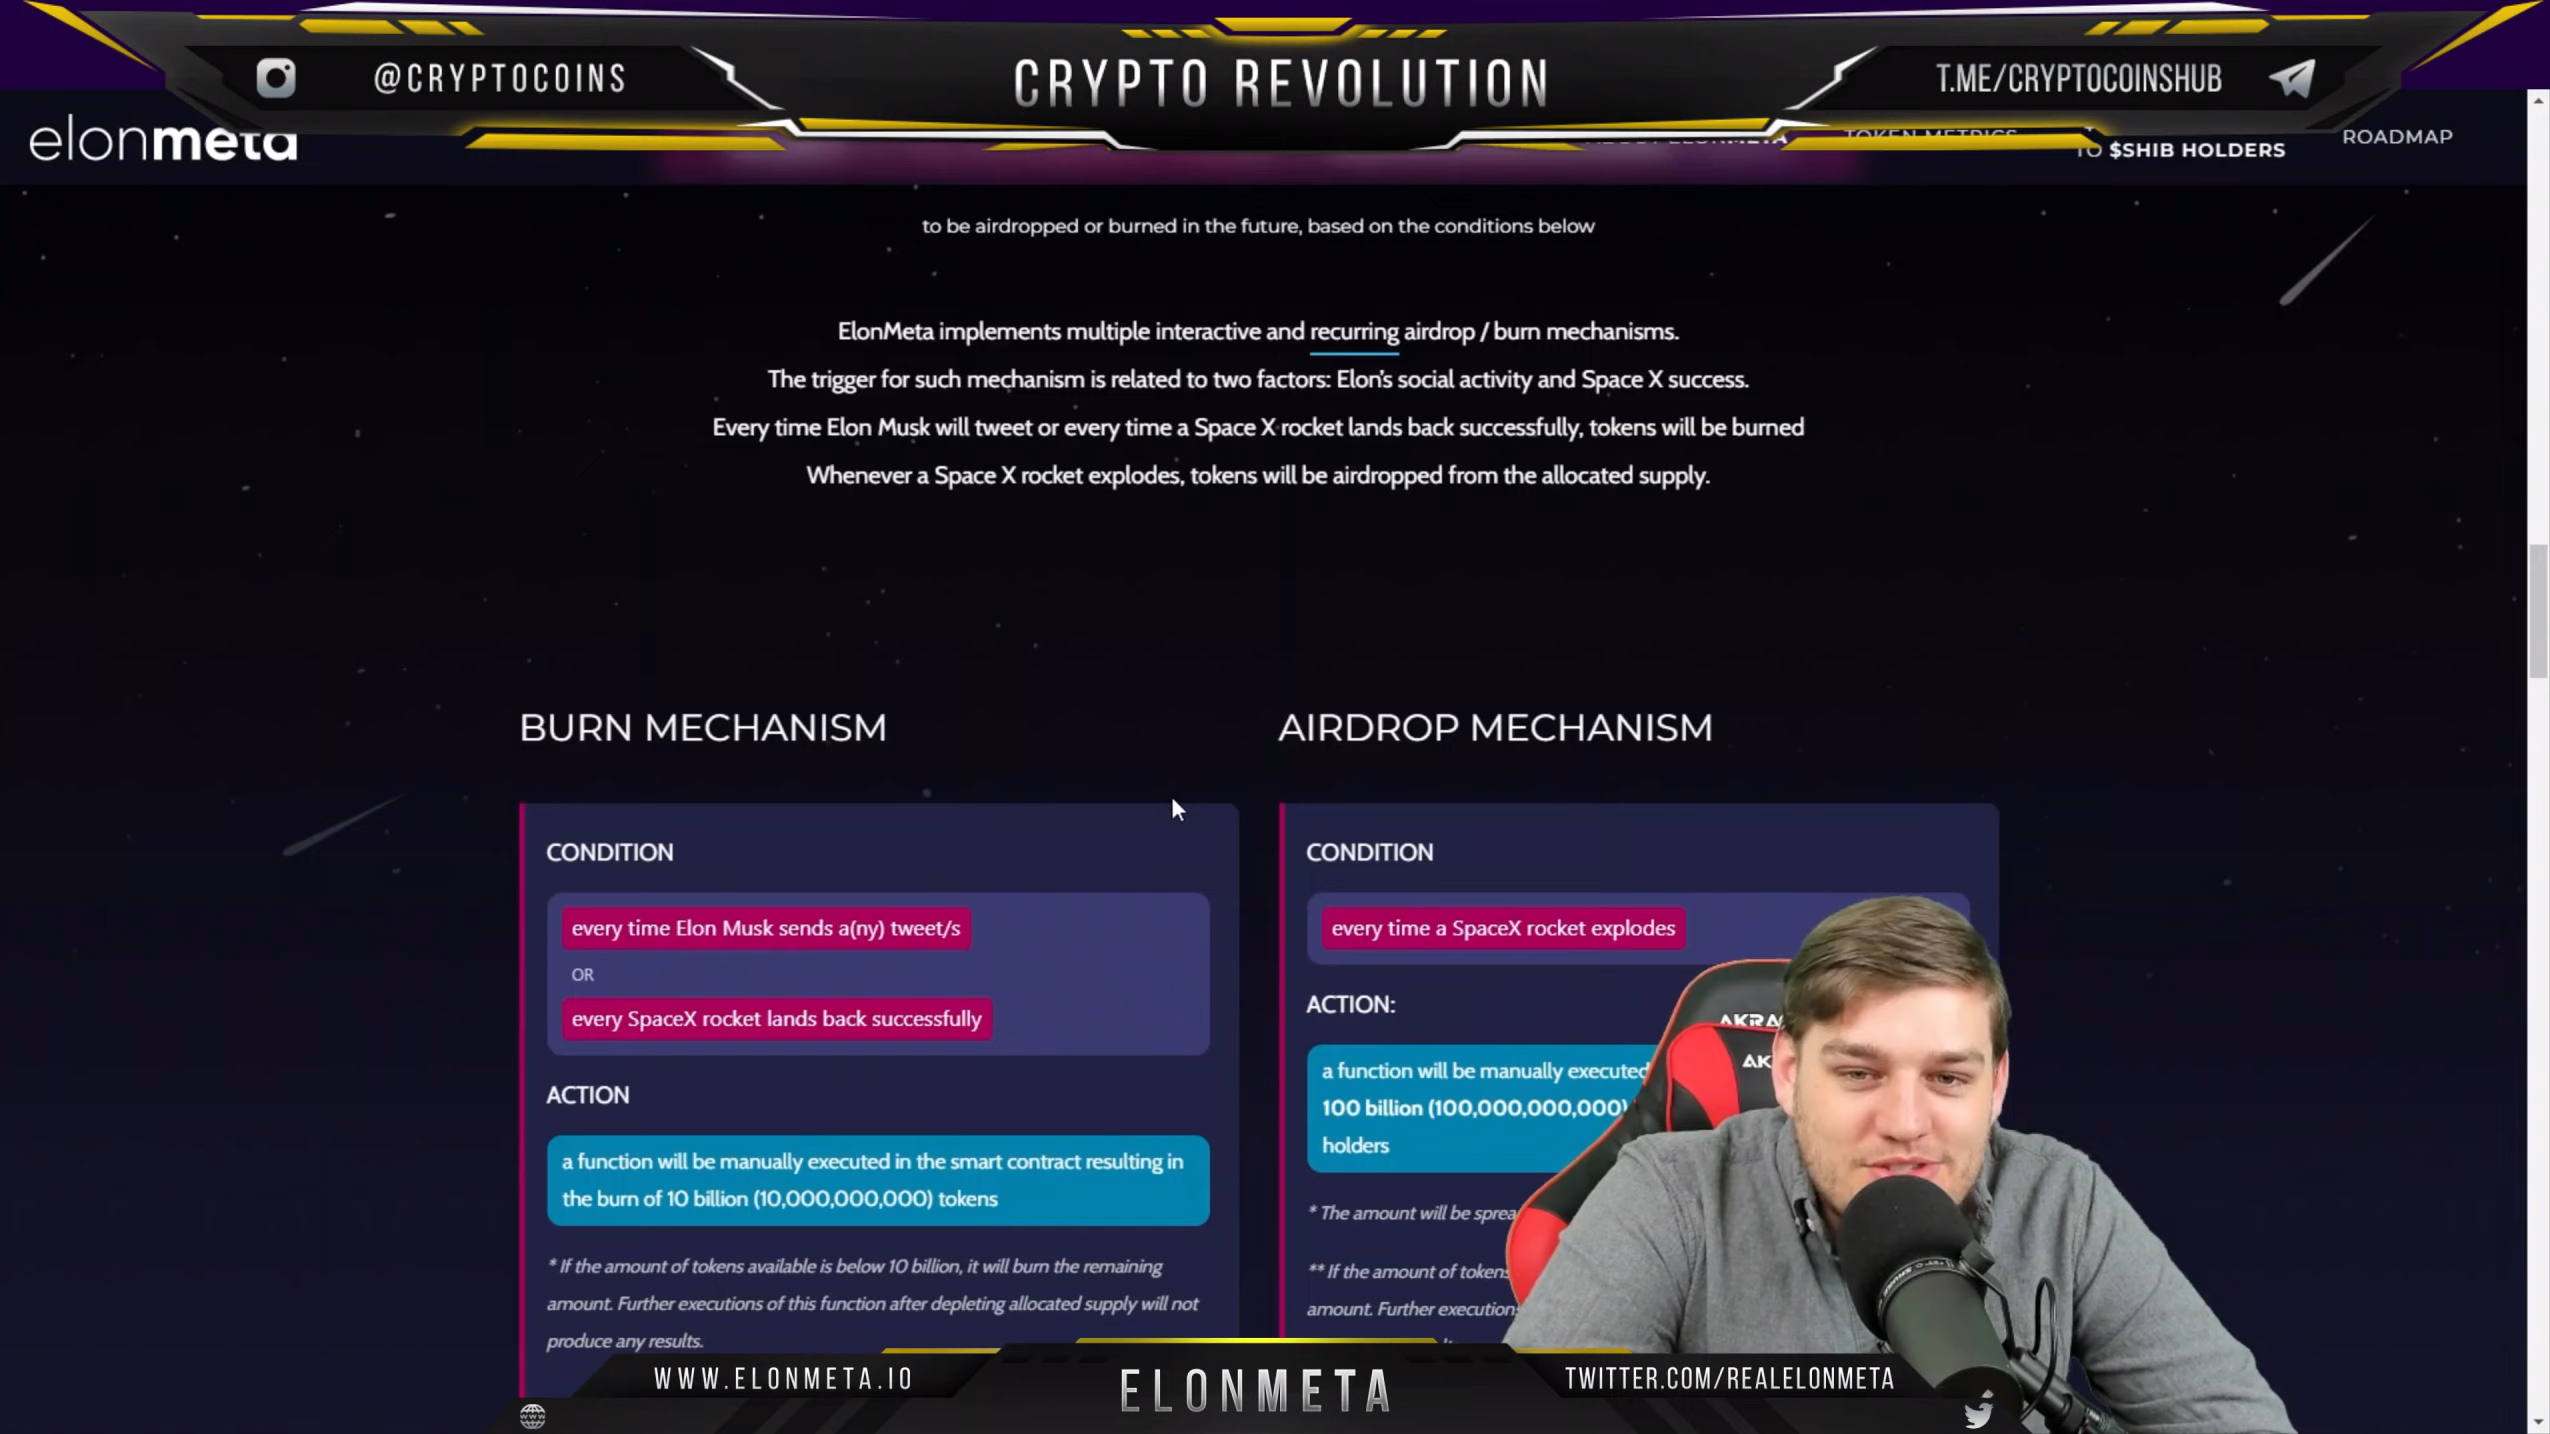 @CRYPTOCOINS
CRYPTO REVOLUTION
T.ME/CRYPTOCOINSHUB
elonmeta
TOKEN METRICS
TO $SHIB HOLDERS
ROADMAP
to be airdropped or burned in the future, based on the conditions below
ElonMeta implements multiple interactive and recurring airdrop / burn mechanisms.
The trigger for such mechanism is related to two factors: Elon's social activity and Space X success.
Every time Elon Musk will tweet or every time a Space X rocket lands back successfully, tokens will be burned
Whenever a Space X rocket explodes, tokens will be airdropped from the allocated supply.
BURN MECHANISM
CONDITION
every time Elon Musk sends a(ny) tweet/s
OR
every SpaceX rocket lands back successfully
ACTION
a function will be manually executed in the smart contract resulting in
the burn of 10 billion (10,000,000,000) tokens
* If the amount of tokens available is below 10 billion, it will burn the remaining
amount. Further executions of this function after depleting allocated supply will not
produce any results.
AIRDROP MECHANISM
CONDITION
every time a SpaceX rocket explodes
ACTION:
a function will be manually executed
100 billion (100,000,000,000)
holders
* The amount will be
** If the amount of tokens
amount. Further
WWW.ELONMETA.IO
ELONMETA
TWITTER.COM/REALELONMETA